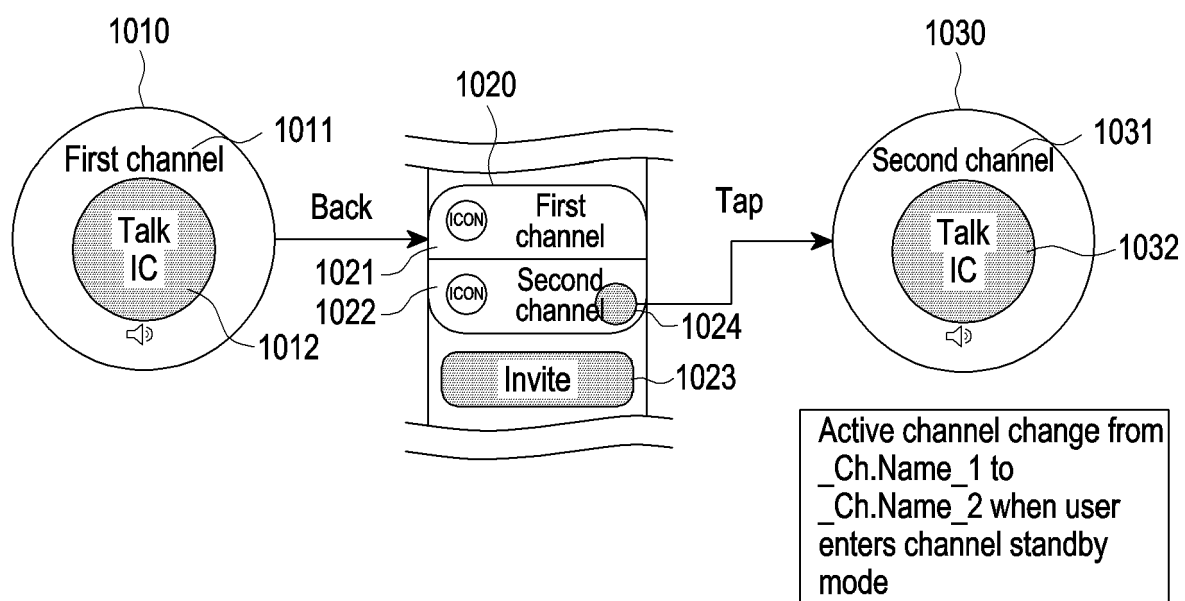 1010
1011
First channel
Talk
IC
1012
Back
1020
ICON
First
channel
1021
ICON
Second
channel
1022
1024
Invite
1023
Tap
1030
1031
Second channel
Talk
IC
1032
Active channel change from
_Ch.Name_1 to
_Ch.Name_2 when user
enters channel standby
mode